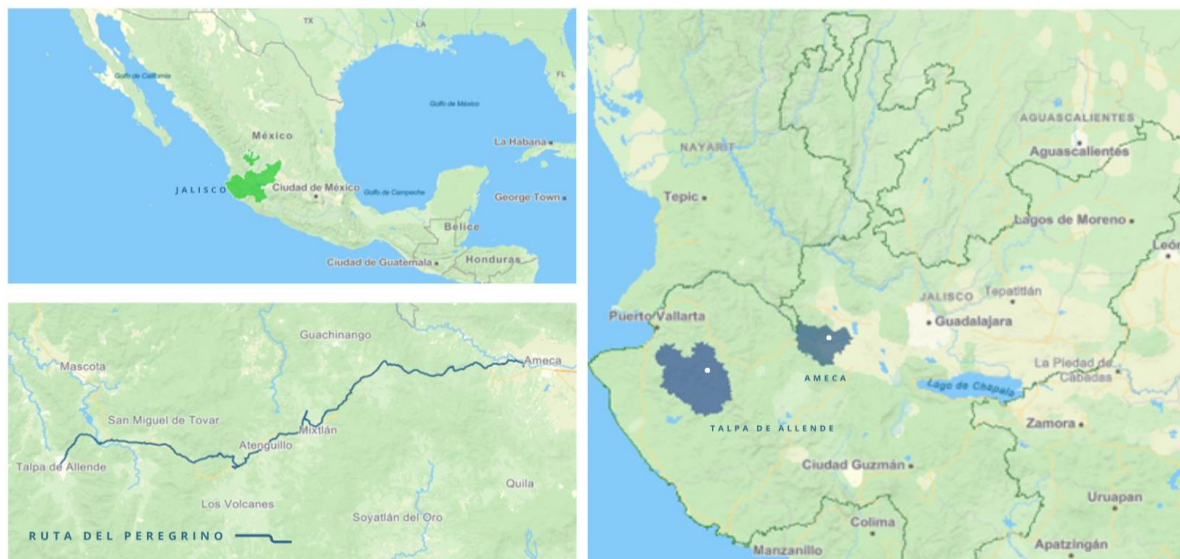 TX
LA
FL
Golfo de California
Golfo de México
México
La Habana
JALISCO
Ciudad de México
Golfo de Campeche
George Town
Belice
Ciudad de Guatemala
Honduras
Guachinango
Ameca
Mascota
San Miguel de Tovar
Mixtlán
Atenguillo
Talpa de Allende
Quila
Los Volcanes
Soyatlán del Oro
RUTA DEL PEREGRINO
AGUASCALIENTES
NAYARIT
Aguascalientes
Tepic
Lagos de Moreno
León
JALISCO
Tepatitlán
Puerto Vallarta
Guadalajara
La Piedad de
Cabadas
AMECA
Lago de Chapala
TALPA DE ALLENDE
Zamora
Ciudad Guzmán
Uruapan
Colima
Manzanillo
Apatzingán